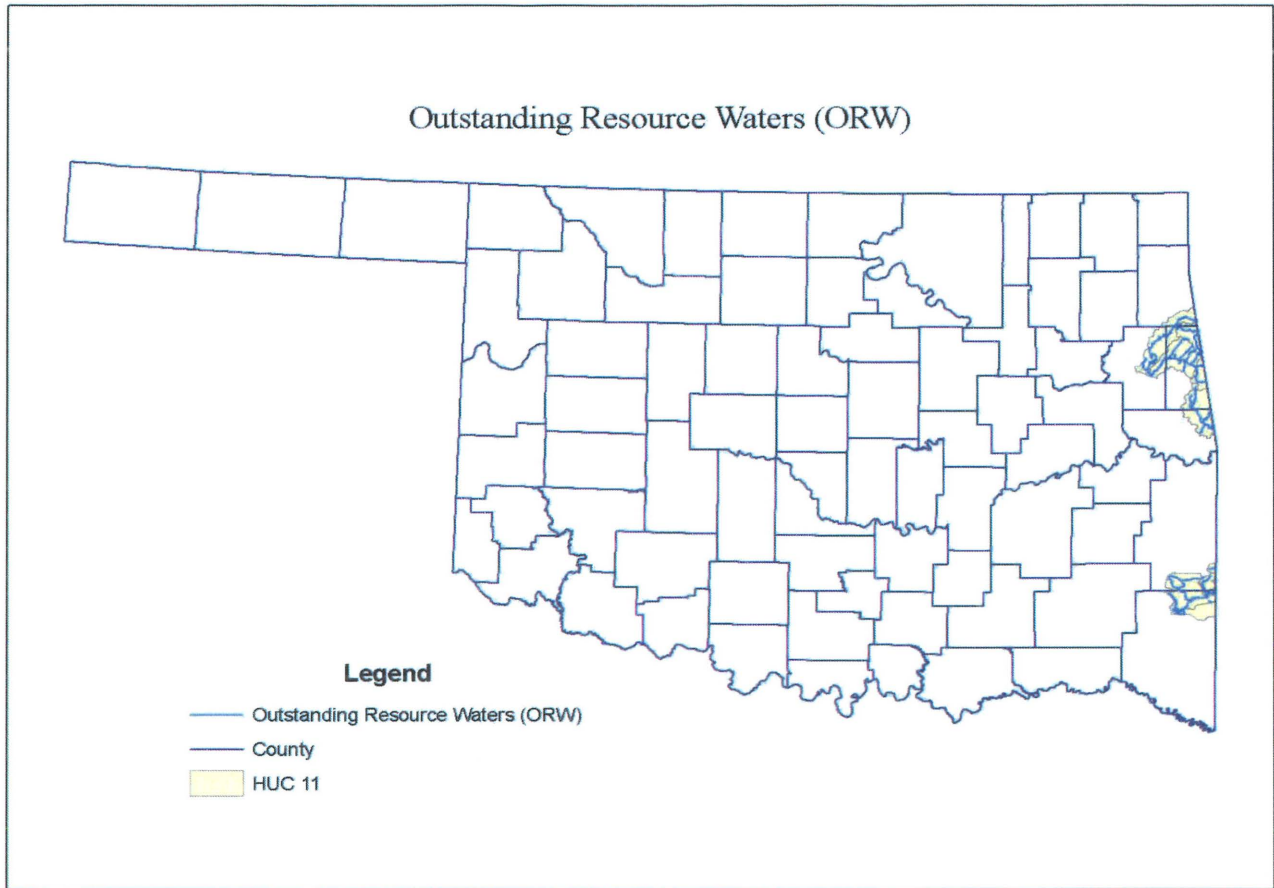 Outstanding Resource Waters (ORW)
Legend
Outstanding Resource Waters (ORW)
County
HUC 11